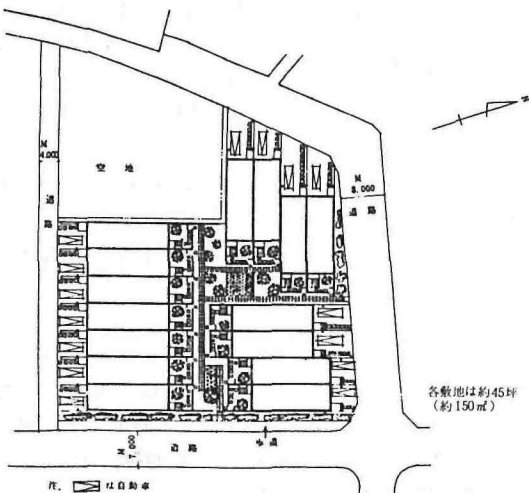 M
4,000
道路
空地
M
8,000
道路
N
各敷地は約45坪
(約150㎡)
M
7,000
道路
歩道
注.
は自動車